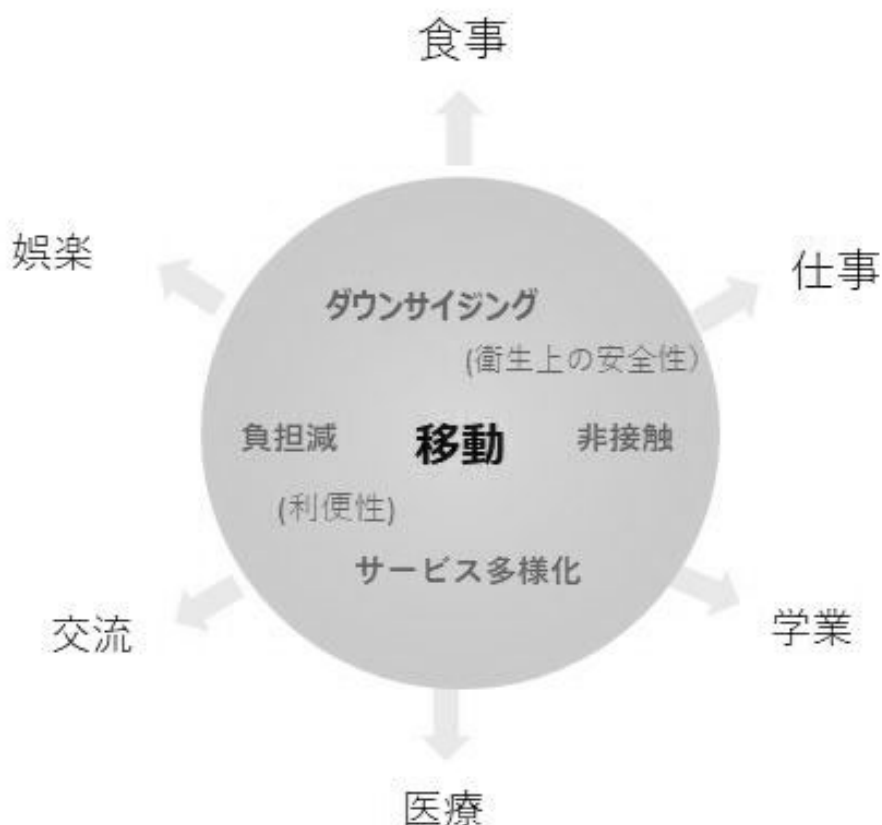 食事
娯楽
仕事
ダウンサイジング
(衛生上の安全性)
負担減
移動
非接触
(利便性)
サービス多様化
交流
学業
医療